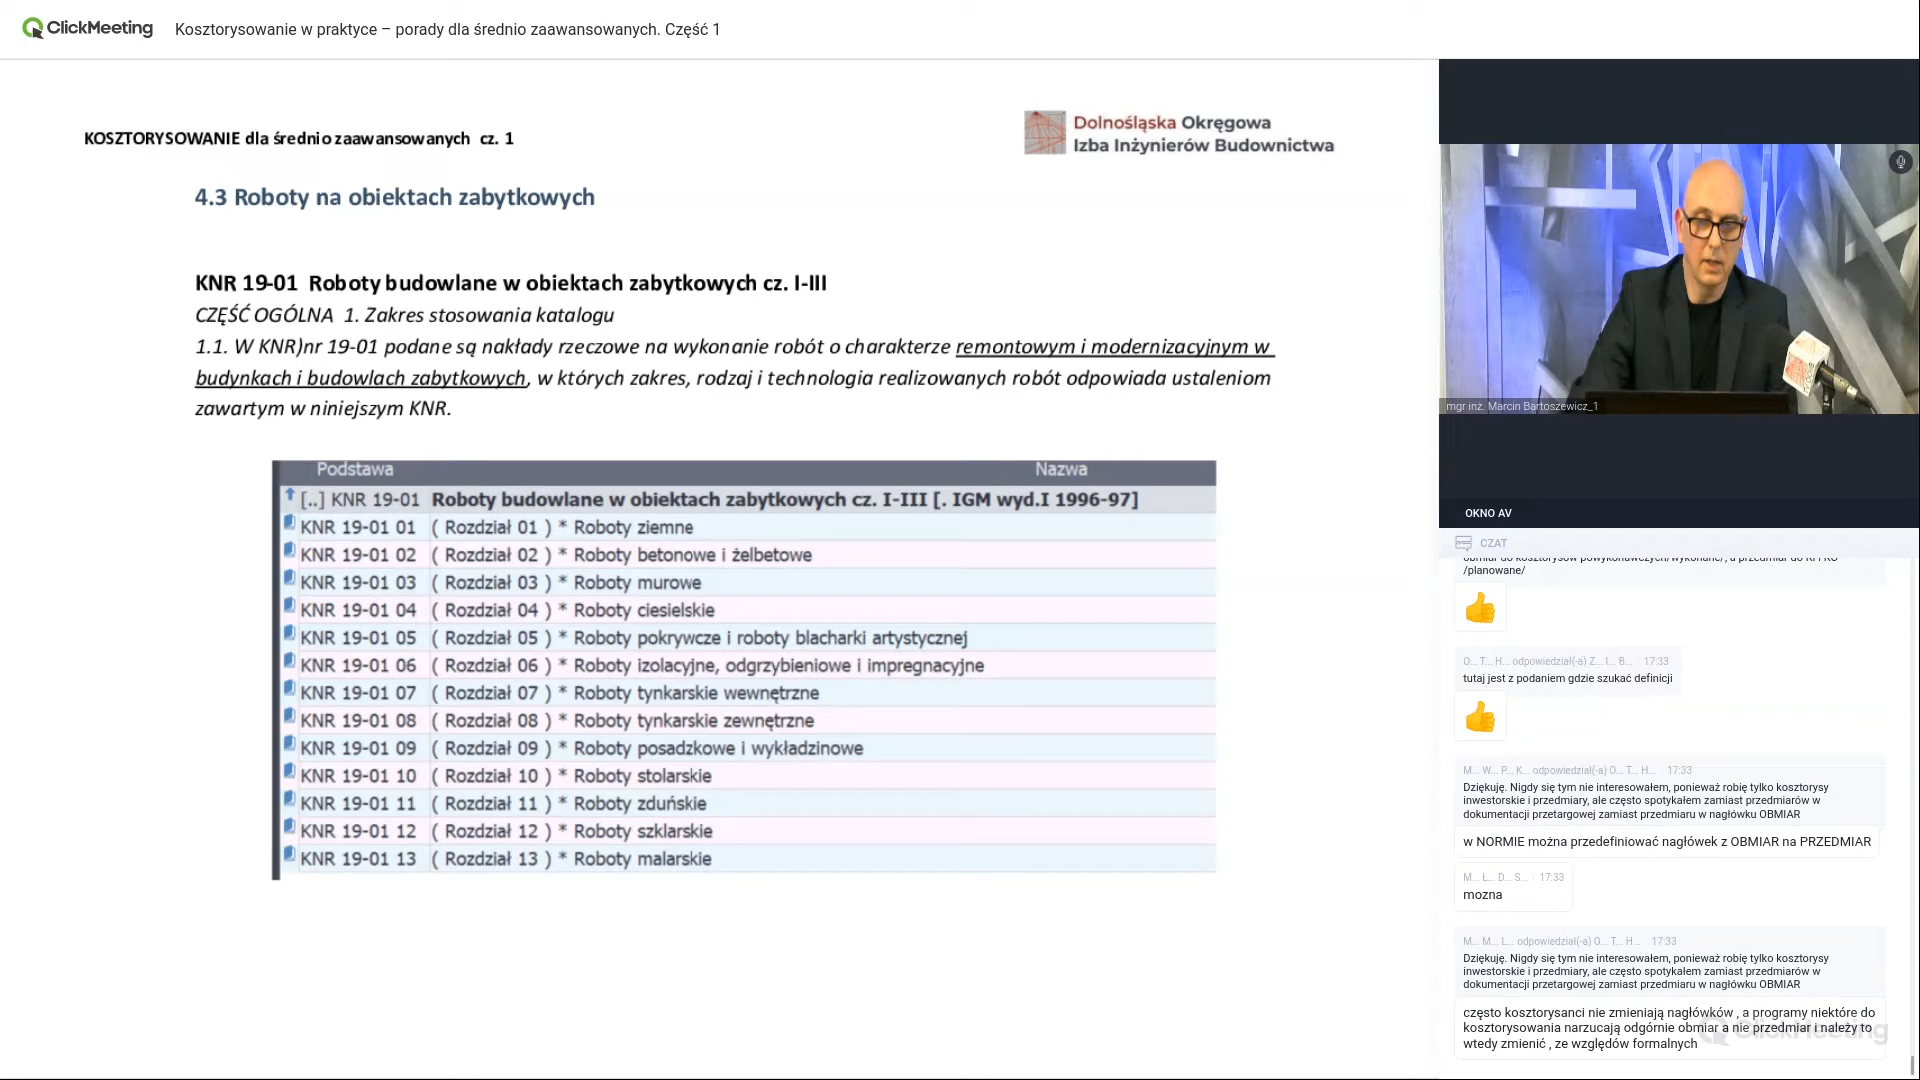 ClickMeeting
Kosztorysowanie w praktyce – porady dla średnio zaawansowanych. Część 1
KOSZTORYSOWANIE dla średnio zaawansowanych cz. 1
Dolnośląska Okręgowa
Izba Inżynierów Budownictwa
4.3 Roboty na obiektach zabytkowych
KNR 19-01 Roboty budowlane w obiektach zabytkowych cz. I-III
CZĘŚĆ OGÓLNA 1. Zakres stosowania katalogu
1.1. W KNR)nr 19-01 podane są nakłady rzeczowe na wykonanie robót o charakterze remontowym i modernizacyjnym w
budynkach i budowlach zabytkowych, w których zakres, rodzaj i technologia realizowanych robót odpowiada ustaleniom
zawartym w niniejszym KNR.
Podstawa Nazwa
[..] KNR 19-01 Roboty budowlane w obiektach zabytkowych cz. I-III [. IGM wyd.I 1996-97]
KNR 19-01 01 ( Rozdział 01 ) * Roboty ziemne
KNR 19-01 02 ( Rozdział 02 ) * Roboty betonowe i żelbetowe
KNR 19-01 03 ( Rozdział 03 ) * Roboty murowe
KNR 19-01 04 ( Rozdział 04 ) * Roboty ciesielskie
KNR 19-01 05 ( Rozdział 05 ) * Roboty pokrywcze i roboty blacharki artystycznej
KNR 19-01 06 ( Rozdział 06 ) * Roboty izolacyjne, odgrzybieniowe i impregnacyjne
KNR 19-01 07 ( Rozdział 07 ) * Roboty tynkarskie wewnętrzne
KNR 19-01 08 ( Rozdział 08 ) * Roboty tynkarskie zewnętrzne
KNR 19-01 09 ( Rozdział 09 ) * Roboty posadzkowe i wykładzinowe
KNR 19-01 10 ( Rozdział 10 ) * Roboty stolarskie
KNR 19-01 11 ( Rozdział 11 ) * Roboty zduńskie
KNR 19-01 12 ( Rozdział 12 ) * Roboty szklarskie
KNR 19-01 13 ( Rozdział 13 ) * Roboty malarskie
mgr inż. Marcin Bartoszewicz_1
OKNO AV
CZAT
obmiar do kosztorysów powykonawczych/wykonane/, a przedmiar do
/planowane/
O... T... H... odpowiedział(-a) Z... I... B... 17:33
tutaj jest z podaniem gdzie szukać definicji
M... W... P... K... odpowiedział(-a) O... T... H... 17:33
Dziękuję. Nigdy się tym nie interesowałem, ponieważ robię tylko kosztorysy
inwestorskie i przedmiary, ale często spotykałem zamiast przedmiarów w
dokumentacji przetargowej zamiast przedmiaru w nagłówku OBMIAR
w NORMIE można przedefiniować nagłówek z OBMIAR na PRZEDMIAR
M... Ł... D... S... 17:33
mozna
M... M... L... odpowiedział(-a) O... T... H... 17:33
Dziękuję. Nigdy się tym nie interesowałem, ponieważ robię tylko kosztorysy
inwestorskie i przedmiary, ale często spotykałem zamiast przedmiarów w
dokumentacji przetargowej zamiast przedmiaru w nagłówku OBMIAR
często kosztorysanci nie zmieniają nagłówków , a programy niektóre do
kosztorysowania narzucają odgórnie obmiar a nie przedmiar i należy to
wtedy zmienić , ze względów formalnych
ClickMeeting